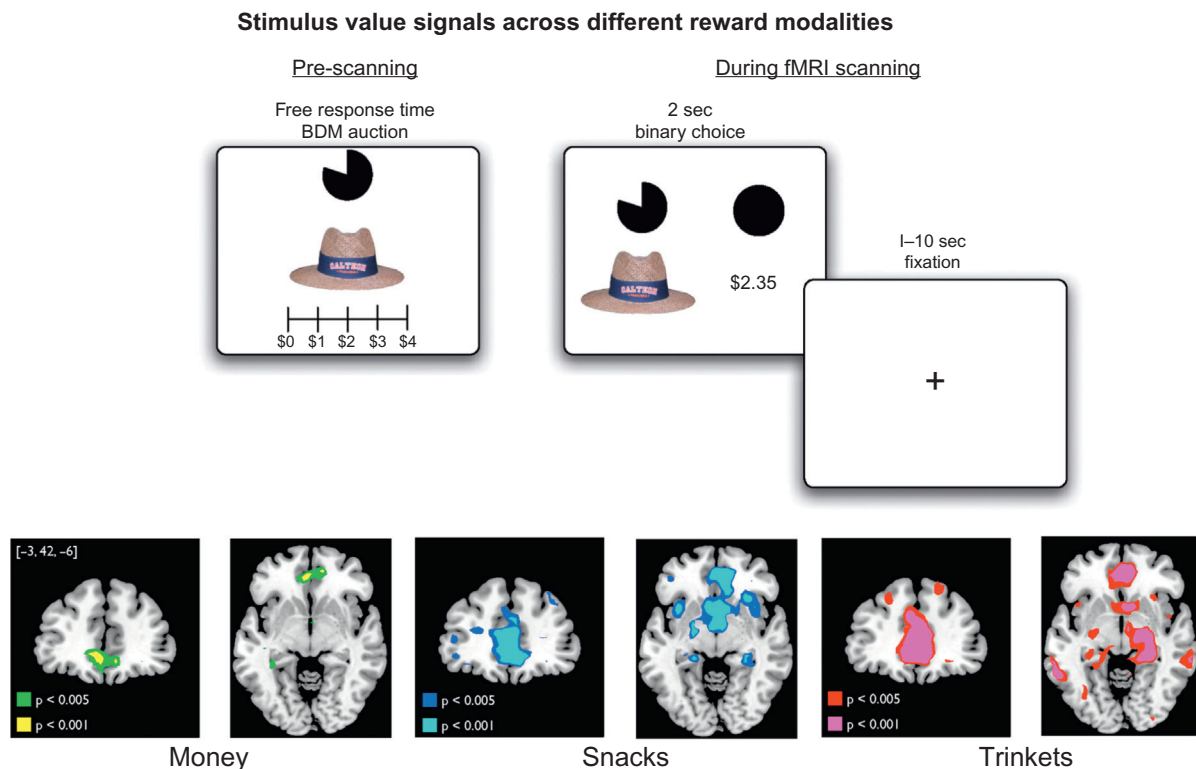 Stimulus value signals across different reward modalities
Pre-scanning
During fMRI scanning
Free response time
BDM auction
2 sec
binary choice
CALTECH
$0 $1 $2 $3 $4
CALTECH
$2.35
I–10 sec
fixation
+
[−3, 42, −6]
p < 0.005
p < 0.001
p < 0.005
p < 0.001
p < 0.005
p < 0.001
Money
Snacks
Trinkets